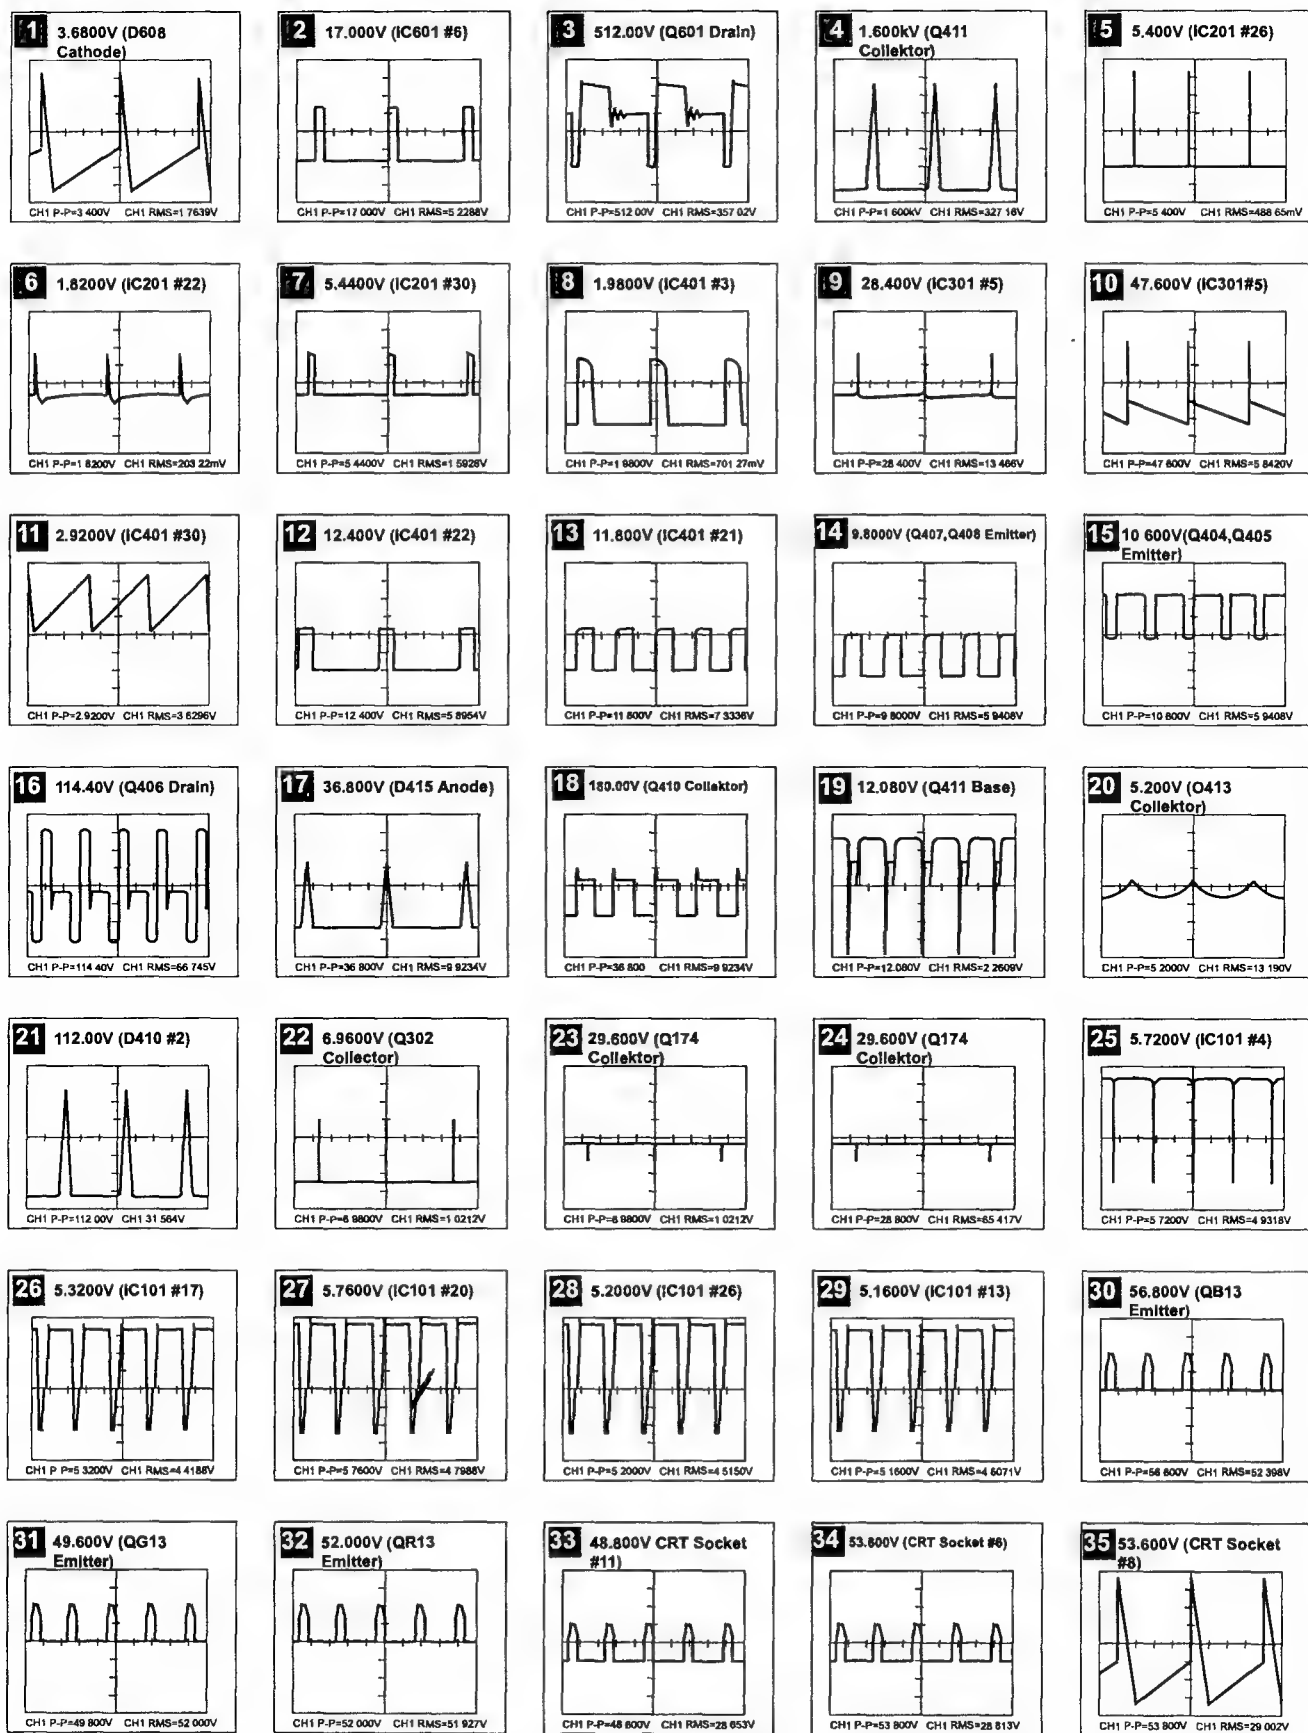 1 3.6800V (D608
Cathode)
CH1 P-P=3 400V CH1 RMS=1 7639V
2 17.000V (IC601 #6)
CH1 P-P=17 000V CH1 RMS=5 2288V
3 512.00V (Q601 Drain)
CH1 P-P=512 00V CH1 RMS=357 02V
4 1.600kV (Q411
Collektor)
CH1 P-P=1 600kV CH1 RMS=327 16V
5 5.400V (IC201 #26)
CH1 P-P=5 400V CH1 RMS=488 65mV
6 1.8200V (IC201 #22)
CH1 P-P=1 8200V CH1 RMS=203 22mV
7 5.4400V (IC201 #30)
CH1 P-P=5 4400V CH1 RMS=1 5928V
8 1.9800V (IC401 #3)
CH1 P-P=1 9800V CH1 RMS=701 27mV
9 28.400V (IC301 #5)
CH1 P-P=28 400V CH1 RMS=13 466V
10 47.600V (IC301#5)
CH1 P-P=47 600V CH1 RMS=5 8420V
11 2.9200V (IC401 #30)
CH1 P-P=2.9200V CH1 RMS=3 6296V
12 12.400V (IC401 #22)
CH1 P-P=12 400V CH1 RMS=5 8954V
13 11.800V (IC401 #21)
CH1 P-P=11 800V CH1 RMS=7 3336V
14 9.8000V (Q407,Q408 Emitter)
CH1 P-P=9 8000V CH1 RMS=5 9408V
15 10 600V(Q404,Q405
Emitter)
CH1 P-P=10 800V CH1 RMS=5 9408V
16 114.40V (Q406 Drain)
CH1 P-P=114 40V CH1 RMS=66 745V
17 36.800V (D415 Anode)
CH1 P-P=36 800V CH1 RMS=9 9234V
18 180.00V (Q410 Collektor)
CH1 P-P=36 800 CH1 RMS=9 9234V
19 12.080V (Q411 Base)
CH1 P-P=12.080V CH1 RMS=2 2609V
20 5.200V (O413
Collektor)
CH1 P-P=5 2000V CH1 RMS=13 190V
21 112.00V (D410 #2)
CH1 P-P=112 00V CH1 31 564V
22 6.9600V (Q302
Collector)
CH1 P-P=6 9800V CH1 RMS=1 0212V
23 29.600V (Q174
Collektor)
CH1 P-P=6 9800V CH1 RMS=1 0212V
24 29.600V (Q174
Collektor)
CH1 P-P=28 800V CH1 RMS=65 417V
25 5.7200V (IC101 #4)
CH1 P-P=5 7200V CH1 RMS=4 9318V
26 5.3200V (IC101 #17)
CH1 P P=5 3200V CH1 RMS=4 4188V
27 5.7600V (IC101 #20)
CH1 P-P=5 7600V CH1 RMS=4 7988V
28 5.2000V (IC101 #26)
CH1 P-P=5 2000V CH1 RMS=4 5150V
29 5.1600V (IC101 #13)
CH1 P-P=5 1600V CH1 RMS=4 6071V
30 56.800V (QB13
Emitter)
CH1 P-P=56 800V CH1 RMS=52 398V
31 49.600V (QG13
Emitter)
CH1 P-P=49 800V CH1 RMS=52 000V
32 52.000V (QR13
Emitter)
CH1 P-P=52 000V CH1 RMS=51 927V
33 48.800V CRT Socket
#11)
CH1 P-P=48 600V CH1 RMS=28 653V
34 53.800V (CRT Socket #6)
CH1 P-P=53 800V CH1 RMS=28 813V
35 53.600V (CRT Socket
#8)
CH1 P-P=53 800V CH1 RMS=29 02V